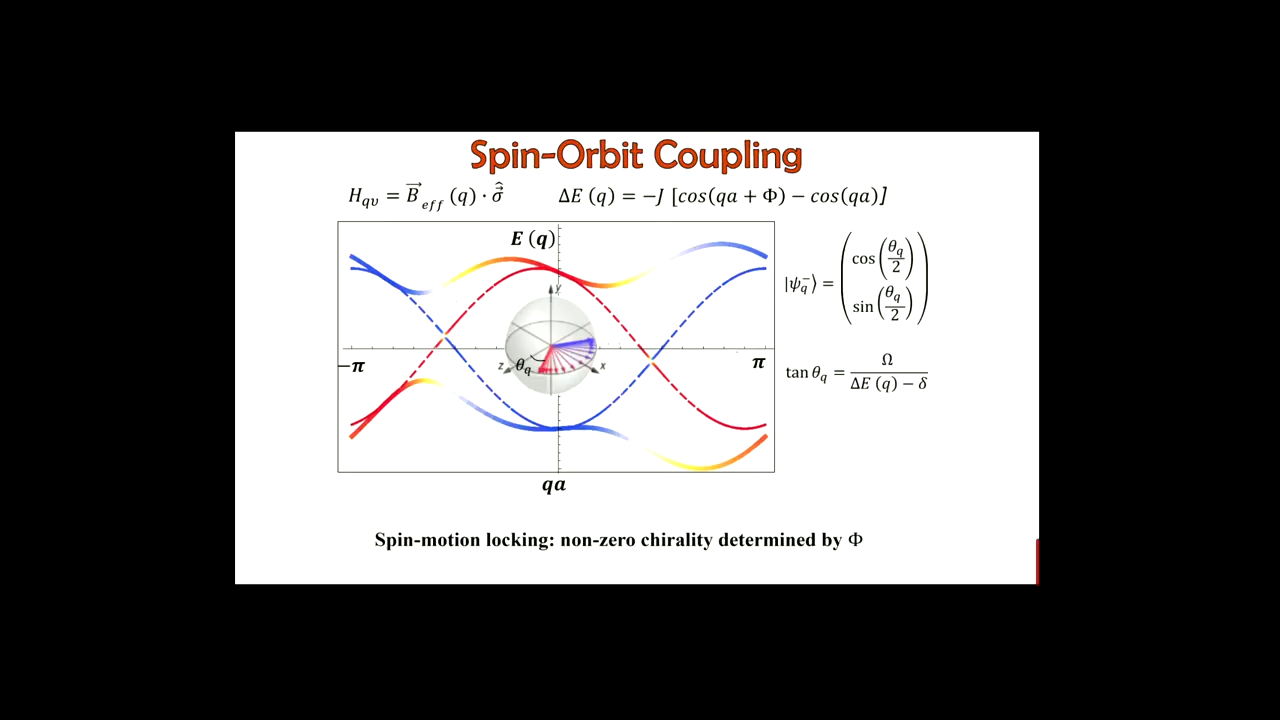 Spin-Orbit Coupling
H_qυ = B⃗_eff (q) · σ̂⃗
ΔE (q) = −J [cos(qa + Φ) − cos(qa)]
E (q)
y
z
θ_q
x
−π
π
qa
|ψ_q^−⟩ = ( cos(θ_q/2) sin(θ_q/2) )
tan θ_q = Ω / (ΔE (q) − δ)
Spin-motion locking: non-zero chirality determined by Φ